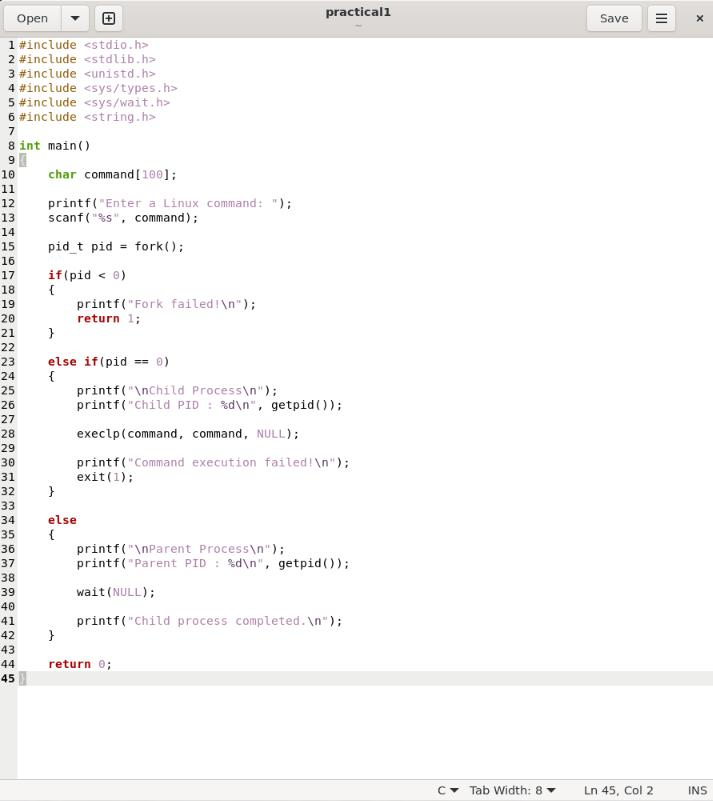 Open
practical1
~
Save
1 #include <stdio.h>
2 #include <stdlib.h>
3 #include <unistd.h>
4 #include <sys/types.h>
5 #include <sys/wait.h>
6 #include <string.h>
7
8 int main()
9 {
10     char command[100];
11
12     printf("Enter a Linux command: ");
13     scanf("%s", command);
14
15     pid_t pid = fork();
16
17     if(pid < 0)
18     {
19         printf("Fork failed!\n");
20         return 1;
21     }
22
23     else if(pid == 0)
24     {
25         printf("\nChild Process\n");
26         printf("Child PID : %d\n", getpid());
27
28         execlp(command, command, NULL);
29
30         printf("Command execution failed!\n");
31         exit(1);
32     }
33
34     else
35     {
36         printf("\nParent Process\n");
37         printf("Parent PID : %d\n", getpid());
38
39         wait(NULL);
40
41         printf("Child process completed.\n");
42     }
43
44     return 0;
45 }
C Tab Width: 8 Ln 45, Col 2 INS